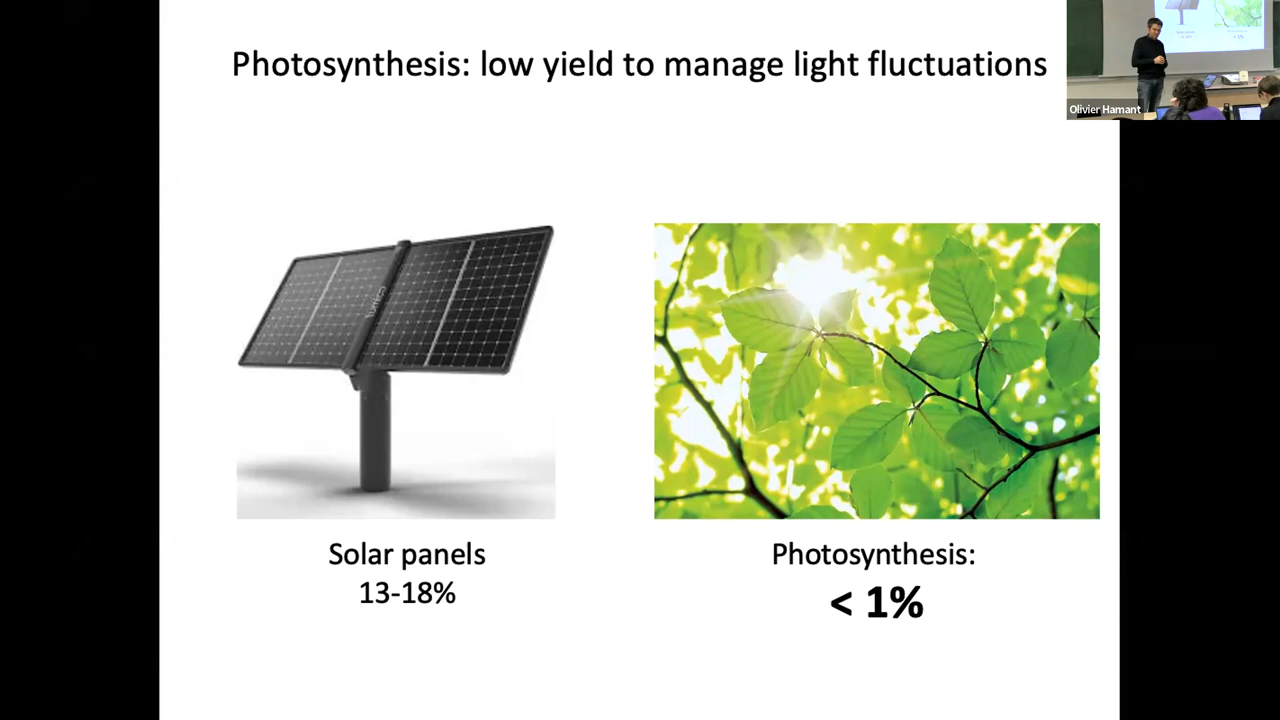 Photosynthesis: low yield to manage light fluctuations
Olivier Hamant
Solar panels
13-18%
Photosynthesis:
< 1%